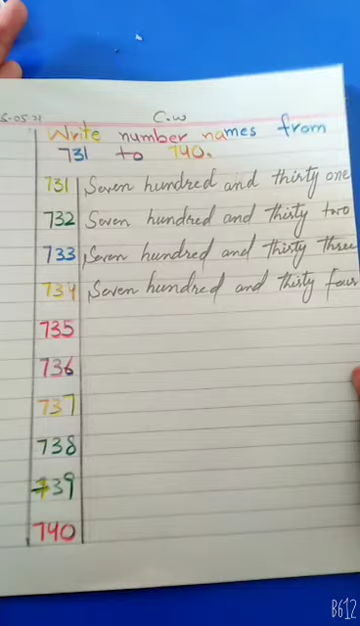 C.W
Write number names from
731 to 740.
731 Seven hundred and thirty one
732 Seven hundred and thirty two
733 Seven hundred and thirty three
734 Seven hundred and thirty four
735
736
737
738
739
740
B612